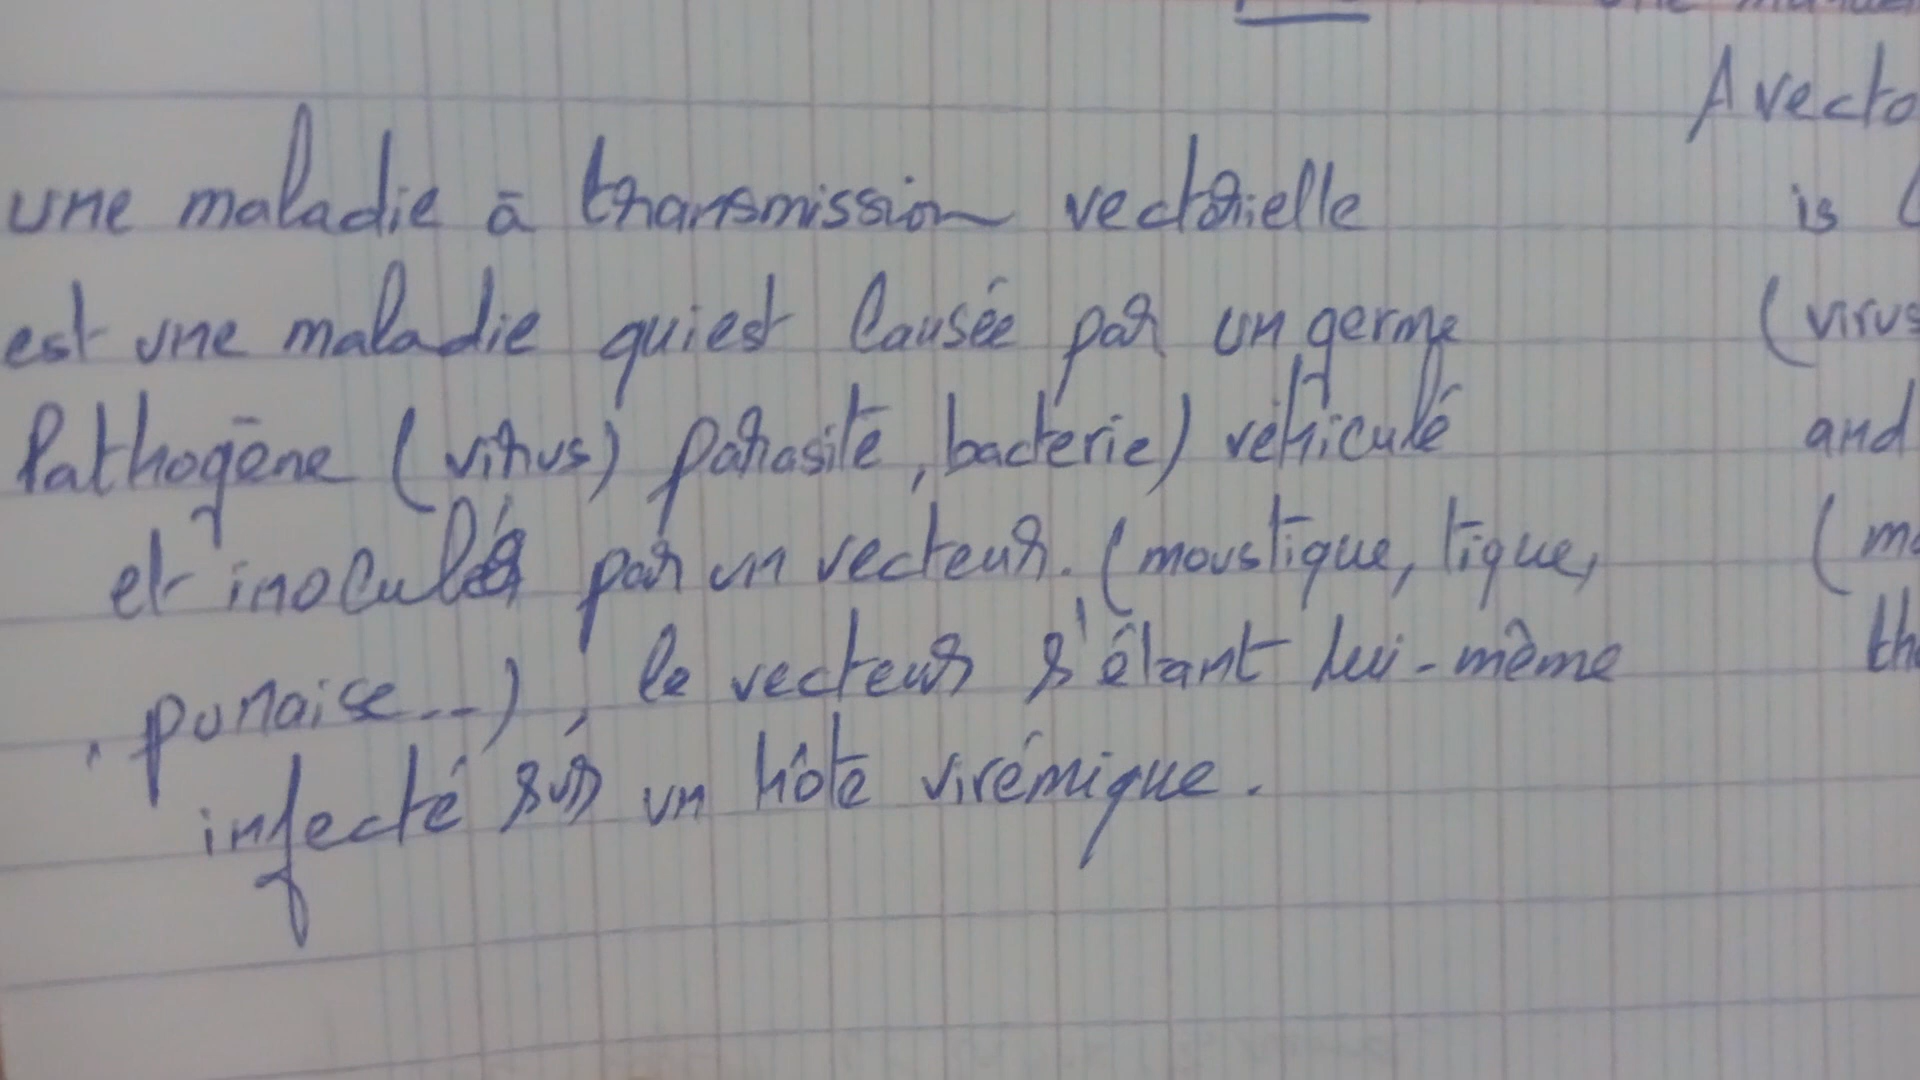 une maladie à transmission vectorielle
est une maladie qui est causée par un germe
Pathogène (virus) parasite, bacterie) véhiculé
et inoculé par un vecteur. (moustique, tique,
punaise...), le vecteur s'étant lui-même
infecté sur un hôte virémique.
A vecto
is (
(virus
and
(mo
the